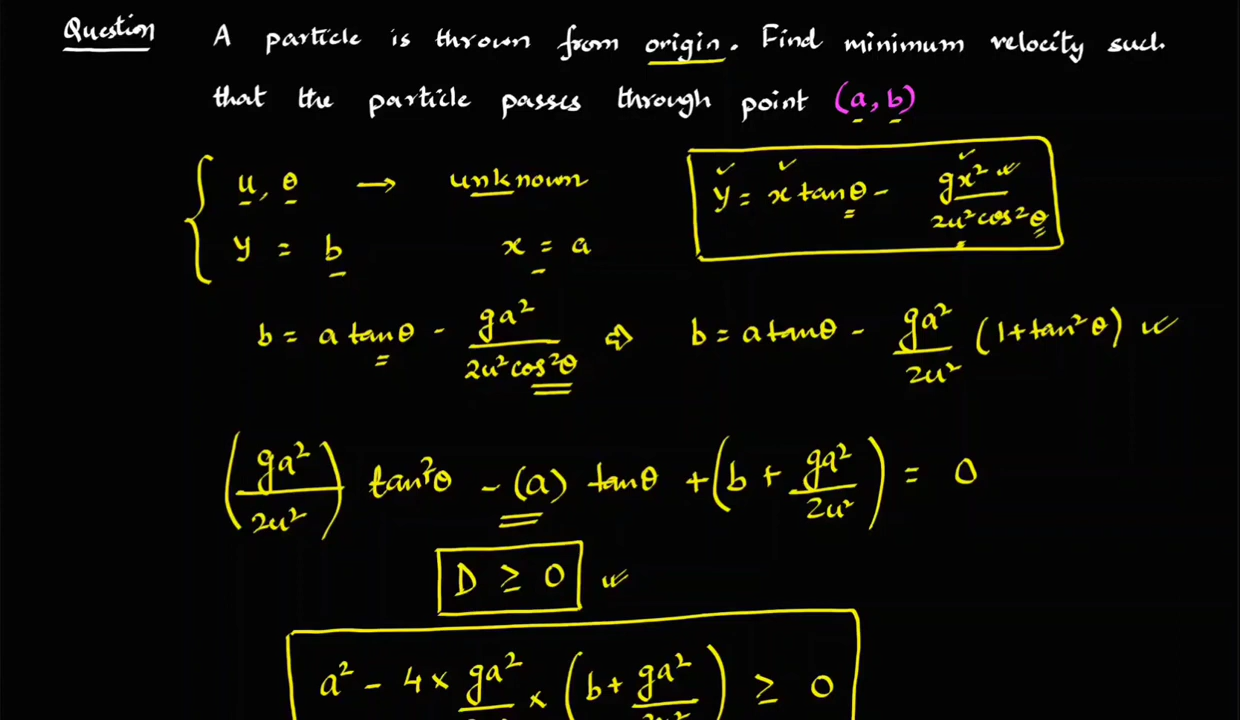 Question A particle is thrown from origin. Find minimum velocity such
that the particle passes through point (a, b)
u, θ → unknown
y = b x = a
y = x tanθ - gx²/2u²cos²θ
b = a tanθ - ga²/2u²cos²θ ⇒ b = a tanθ - ga²/2u² (1+tan²θ)
(ga²/2u²) tan²θ - (a) tanθ + (b + ga²/2u²) = 0
D ≥ 0
a² - 4 × ga² × (b + ga²) ≥ 0